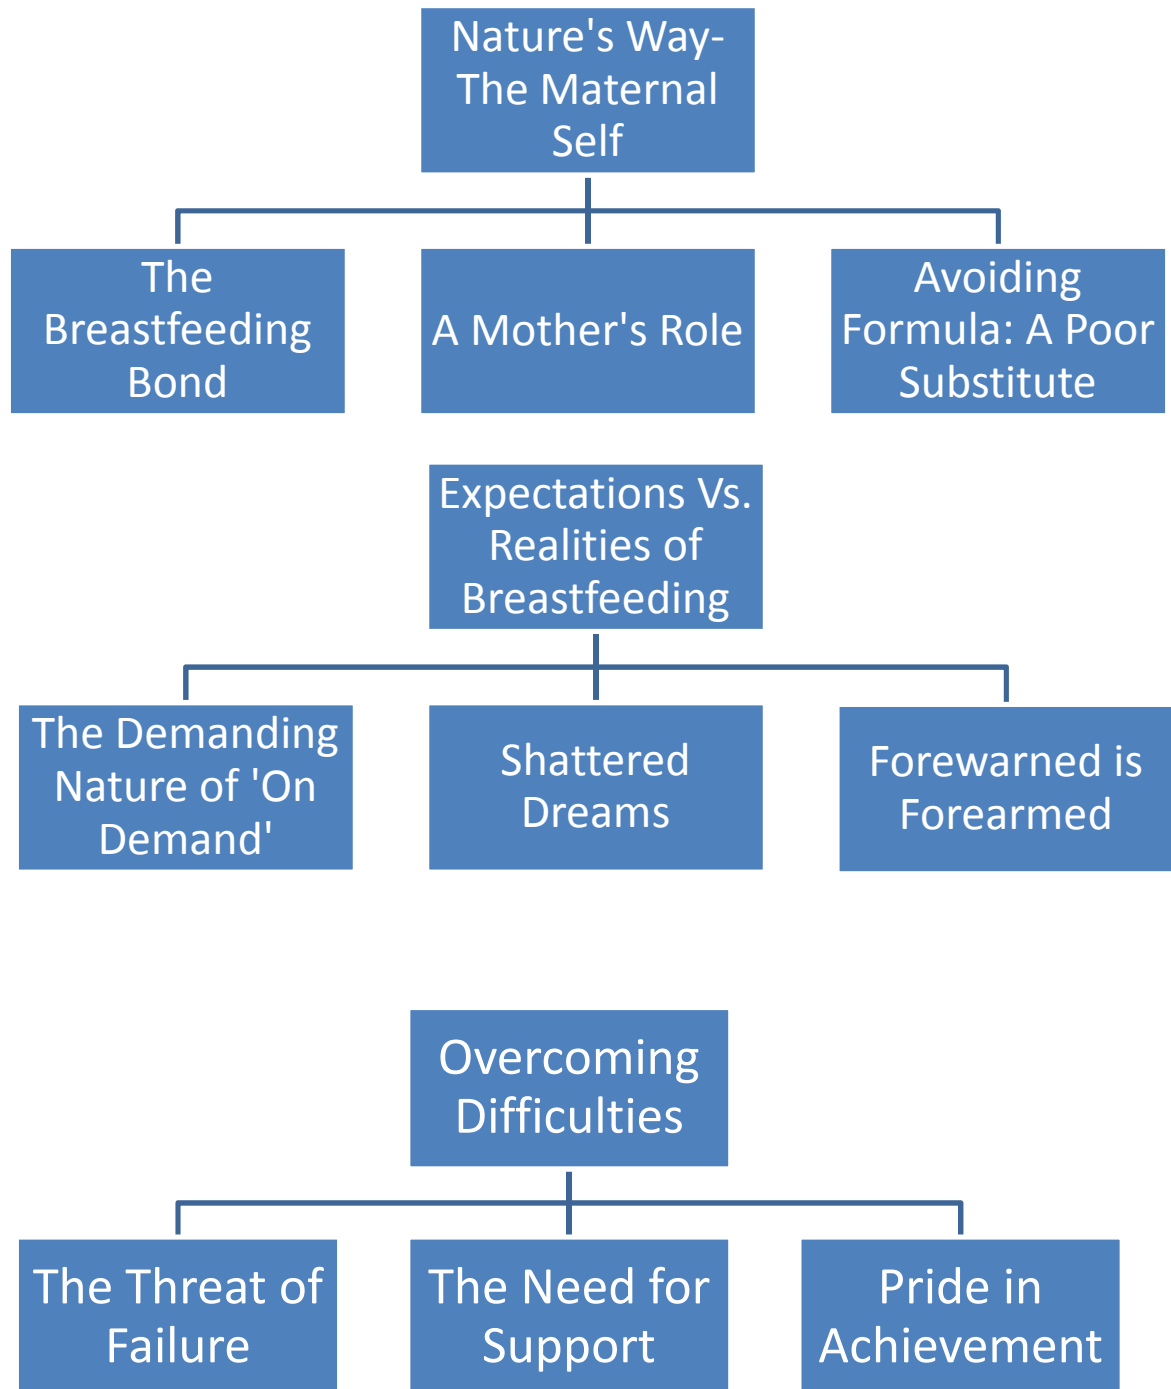 Nature's Way-
The Maternal
Self
The
Breastfeeding
Bond
A Mother's Role
Avoiding
Formula: A Poor
Substitute
Expectations Vs.
Realities of
Breastfeeding
The Demanding
Nature of 'On
Demand'
Shattered
Dreams
Forewarned is
Forearmed
Overcoming
Difficulties
The Threat of
Failure
The Need for
Support
Pride in
Achievement